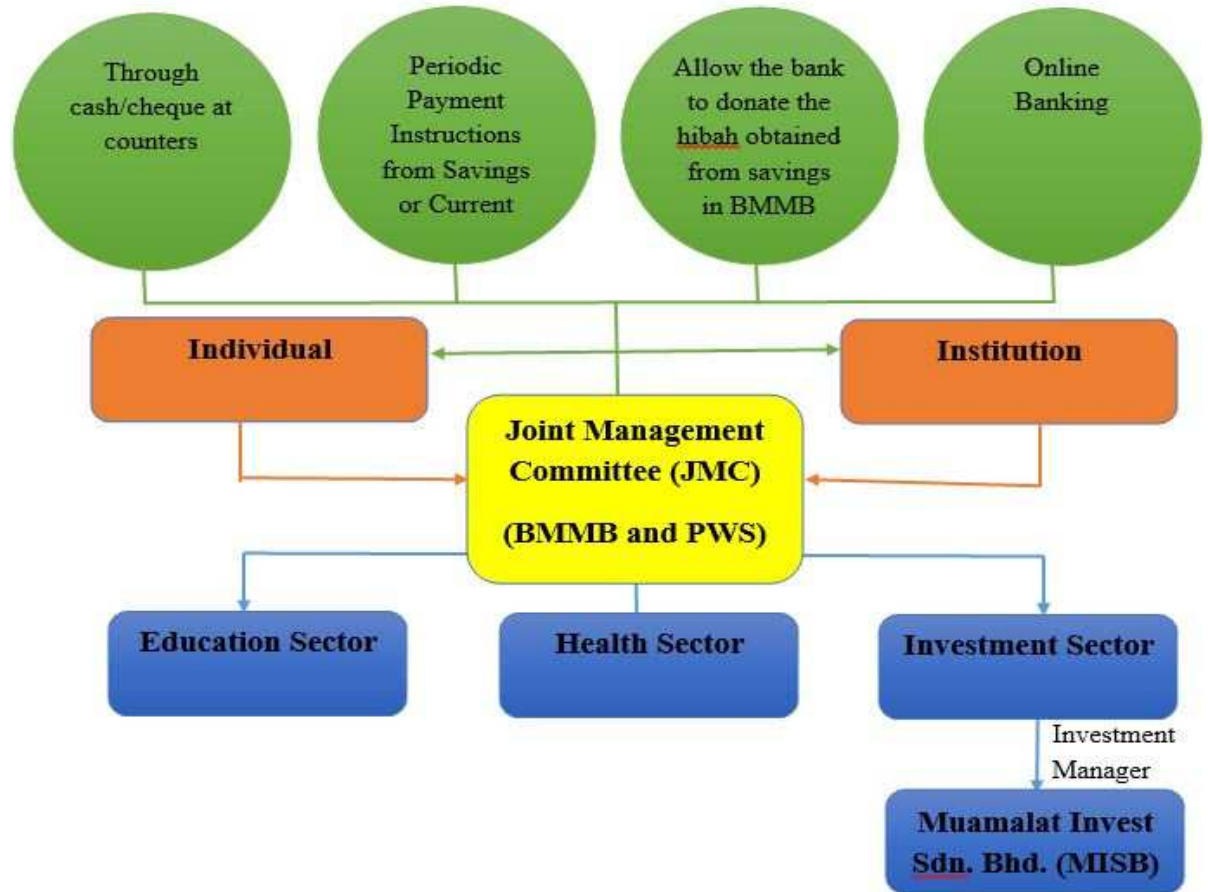 Through
cash/cheque at
counters
Periodic
Payment
Instructions
from Savings
or Current
Allow the bank
to donate the
hibah obtained
from savings
in BMMB
Online
Banking
Individual
Institution
Joint Management
Committee (JMC)
(BMMB and PWS)
Education Sector
Health Sector
Investment Sector
Investment
Manager
Muamalat Invest
Sdn. Bhd. (MISB)